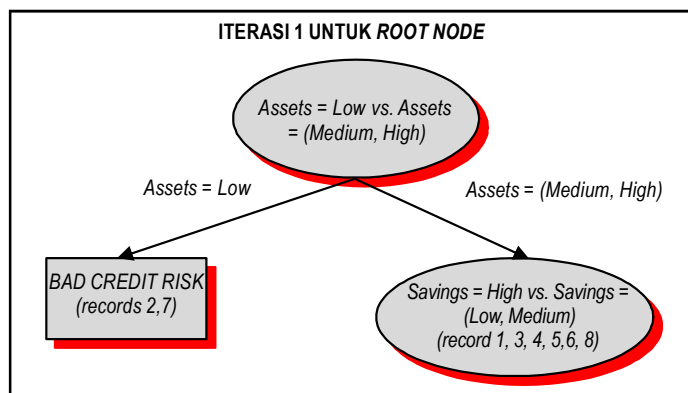 ITERASI 1 UNTUK ROOT NODE
Assets = Low vs. Assets
= (Medium, High)
Assets = Low
Assets = (Medium, High)
BAD CREDIT RISK
(records 2,7)
Savings = High vs. Savings =
(Low, Medium)
(record 1, 3, 4, 5,6, 8)